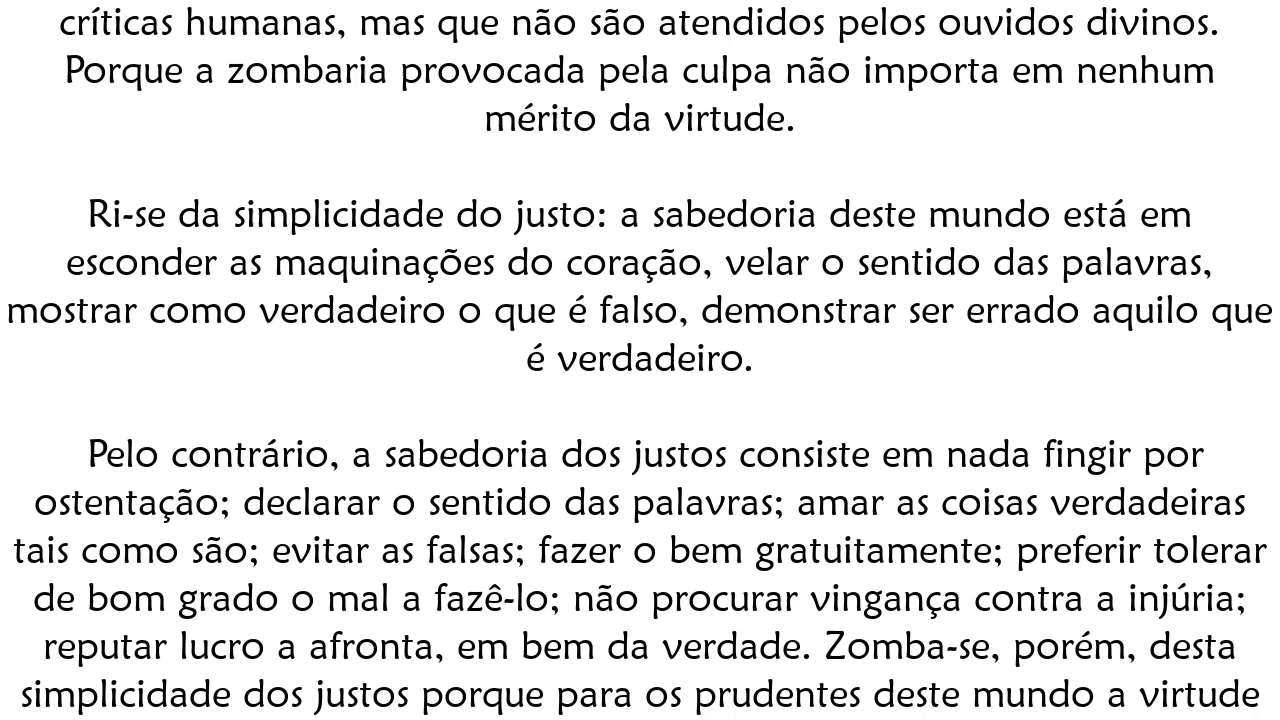 críticas humanas, mas que não são atendidos pelos ouvidos divinos.
Porque a zombaria provocada pela culpa não importa em nenhum
mérito da virtude.
Ri-se da simplicidade do justo: a sabedoria deste mundo está em
esconder as maquinações do coração, velar o sentido das palavras,
mostrar como verdadeiro o que é falso, demonstrar ser errado aquilo que
é verdadeiro.
Pelo contrário, a sabedoria dos justos consiste em nada fingir por
ostentação; declarar o sentido das palavras; amar as coisas verdadeiras
tais como são; evitar as falsas; fazer o bem gratuitamente; preferir tolerar
de bom grado o mal a fazê-lo; não procurar vingança contra a injúria;
reputar lucro a afronta, em bem da verdade. Zomba-se, porém, desta
simplicidade dos justos porque para os prudentes deste mundo a virtude